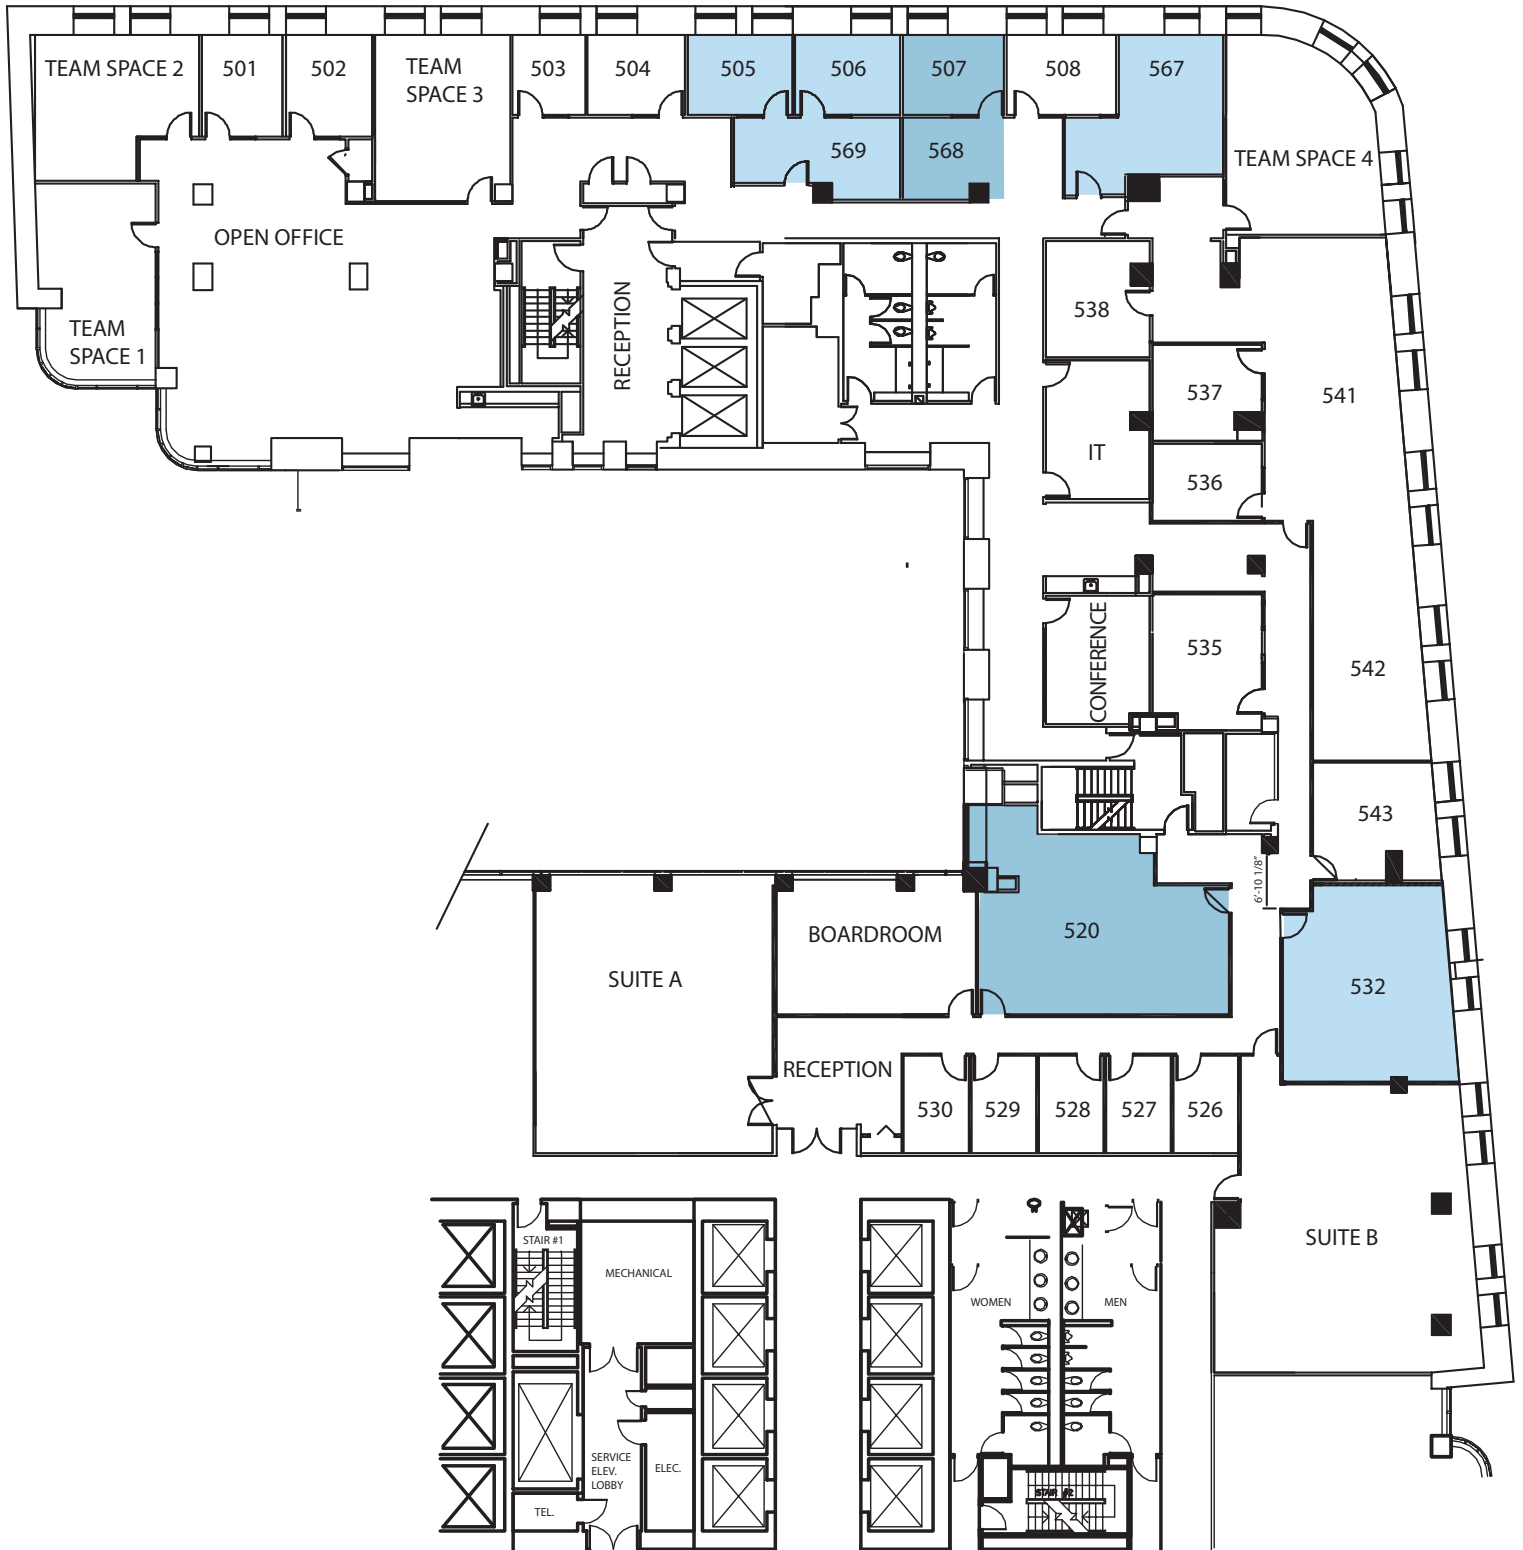 TEAM SPACE 2
501
502
TEAM
SPACE 3
503
504
505
506
507
508
567
569
568
TEAM SPACE 4
OPEN OFFICE
TEAM
SPACE 1
RECEPTION
538
537
541
IT
536
CONFERENCE
535
542
543
6'-10 1/8"
520
BOARDROOM
SUITE A
532
RECEPTION
530
529
528
527
526
SUITE B
STAIR #1
MECHANICAL
WOMEN
MEN
SERVICE
ELEV.
LOBBY
ELEC.
TEL.
STAIR #2